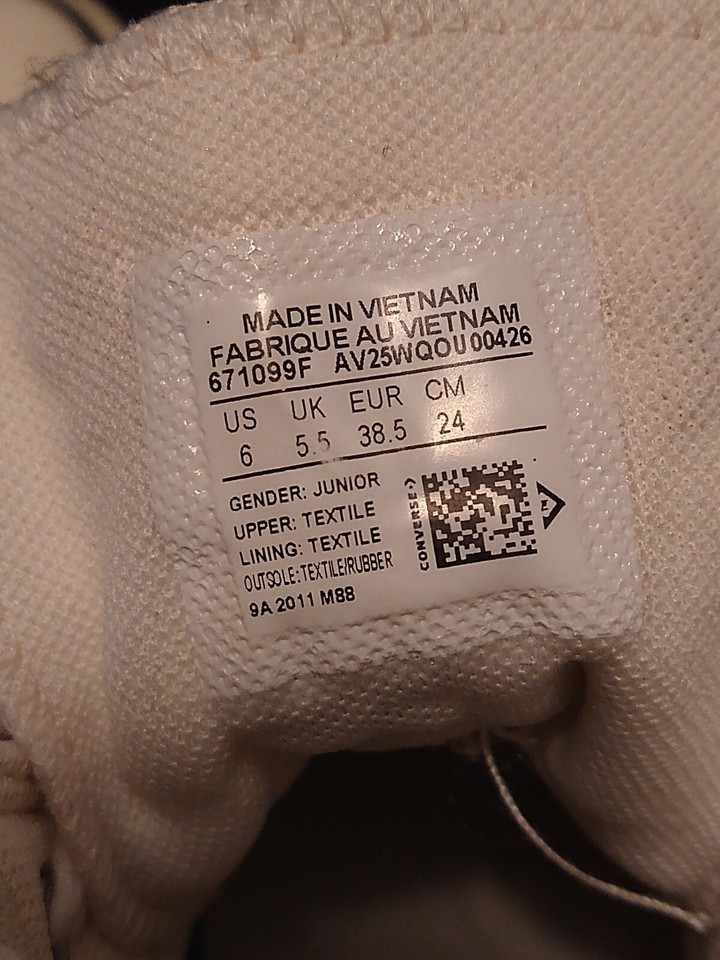 MADE IN VIETNAM
FABRIQUE AU VIETNAM
671099F AV25WQOU00426
US UK EUR CM
6 5.5 38.5 24
GENDER: JUNIOR
UPPER: TEXTILE
LINING: TEXTILE
OUTSOLE:TEXTILE/RUBBER
9A 2011 M88
CONVERSE
TM